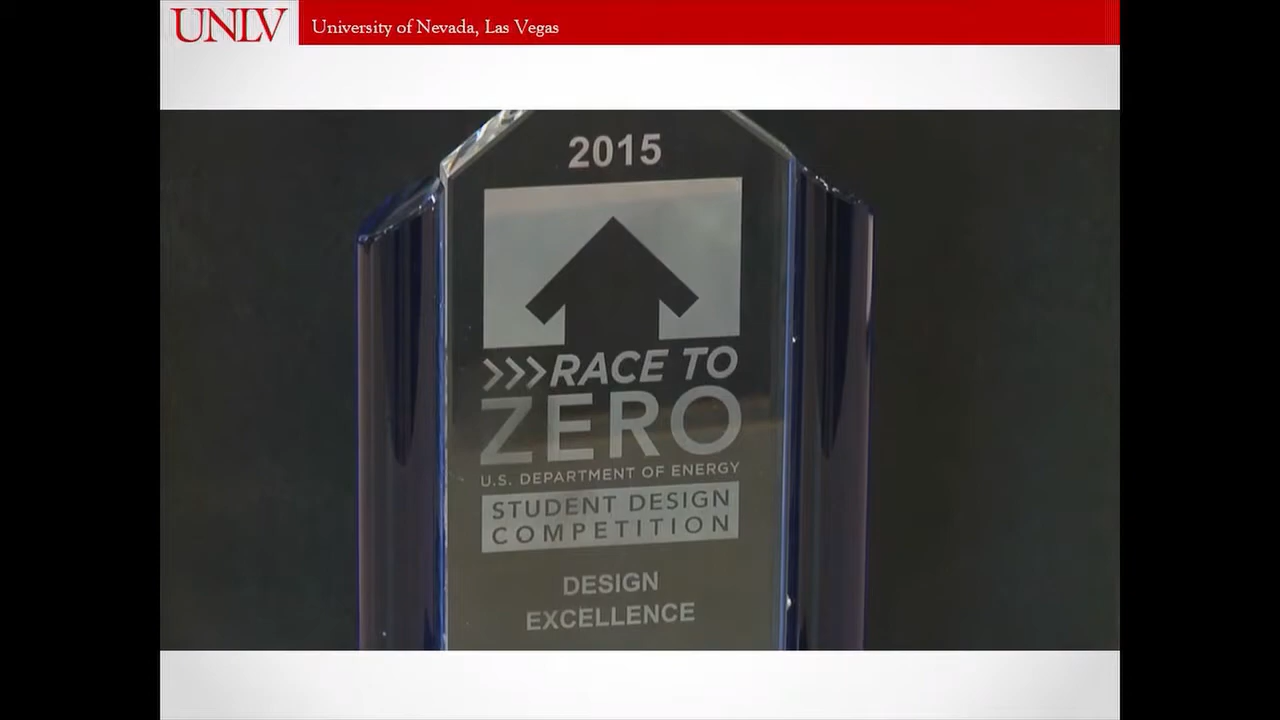 UNLV
University of Nevada, Las Vegas
2015
>>>RACE TO
ZERO
U.S. DEPARTMENT OF ENERGY
STUDENT DESIGN
COMPETITION
DESIGN
EXCELLENCE